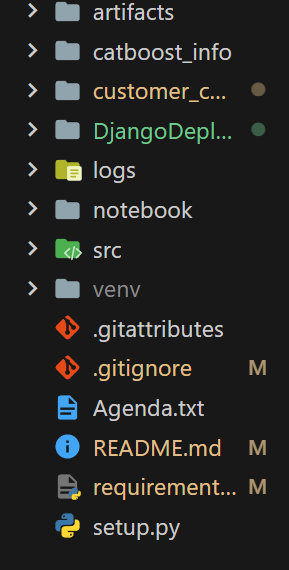 artifacts
catboost_info
customer_c...
DjangoDepl...
logs
notebook
src
venv
.gitattributes
.gitignore M
Agenda.txt
README.md M
requirement... M
setup.py